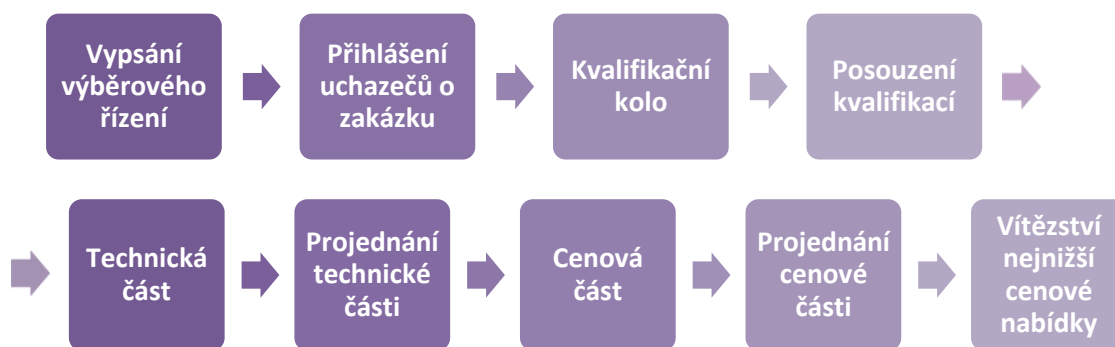 Vypsání
výběrového
řízení
Přihlášení
uchazečů o
zakázku
Kvalifikační
kolo
Posouzení
kvalifikací
Technická
část
Projednání
technické
části
Cenová
část
Projednání
cenové
části
Vítězství
nejnižší
cenové
nabídky